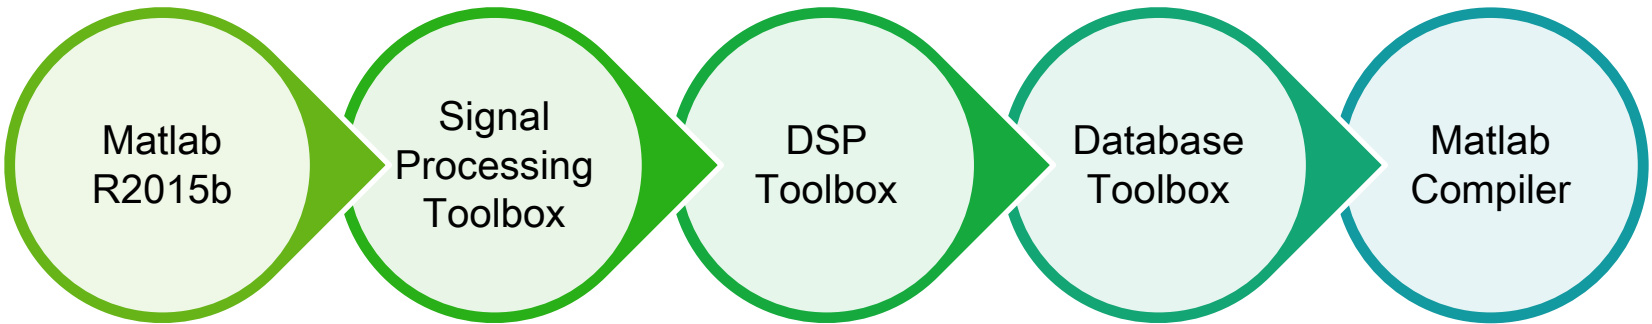 Matlab
R2015b
Signal
Processing
Toolbox
DSP
Toolbox
Database
Toolbox
Matlab
Compiler